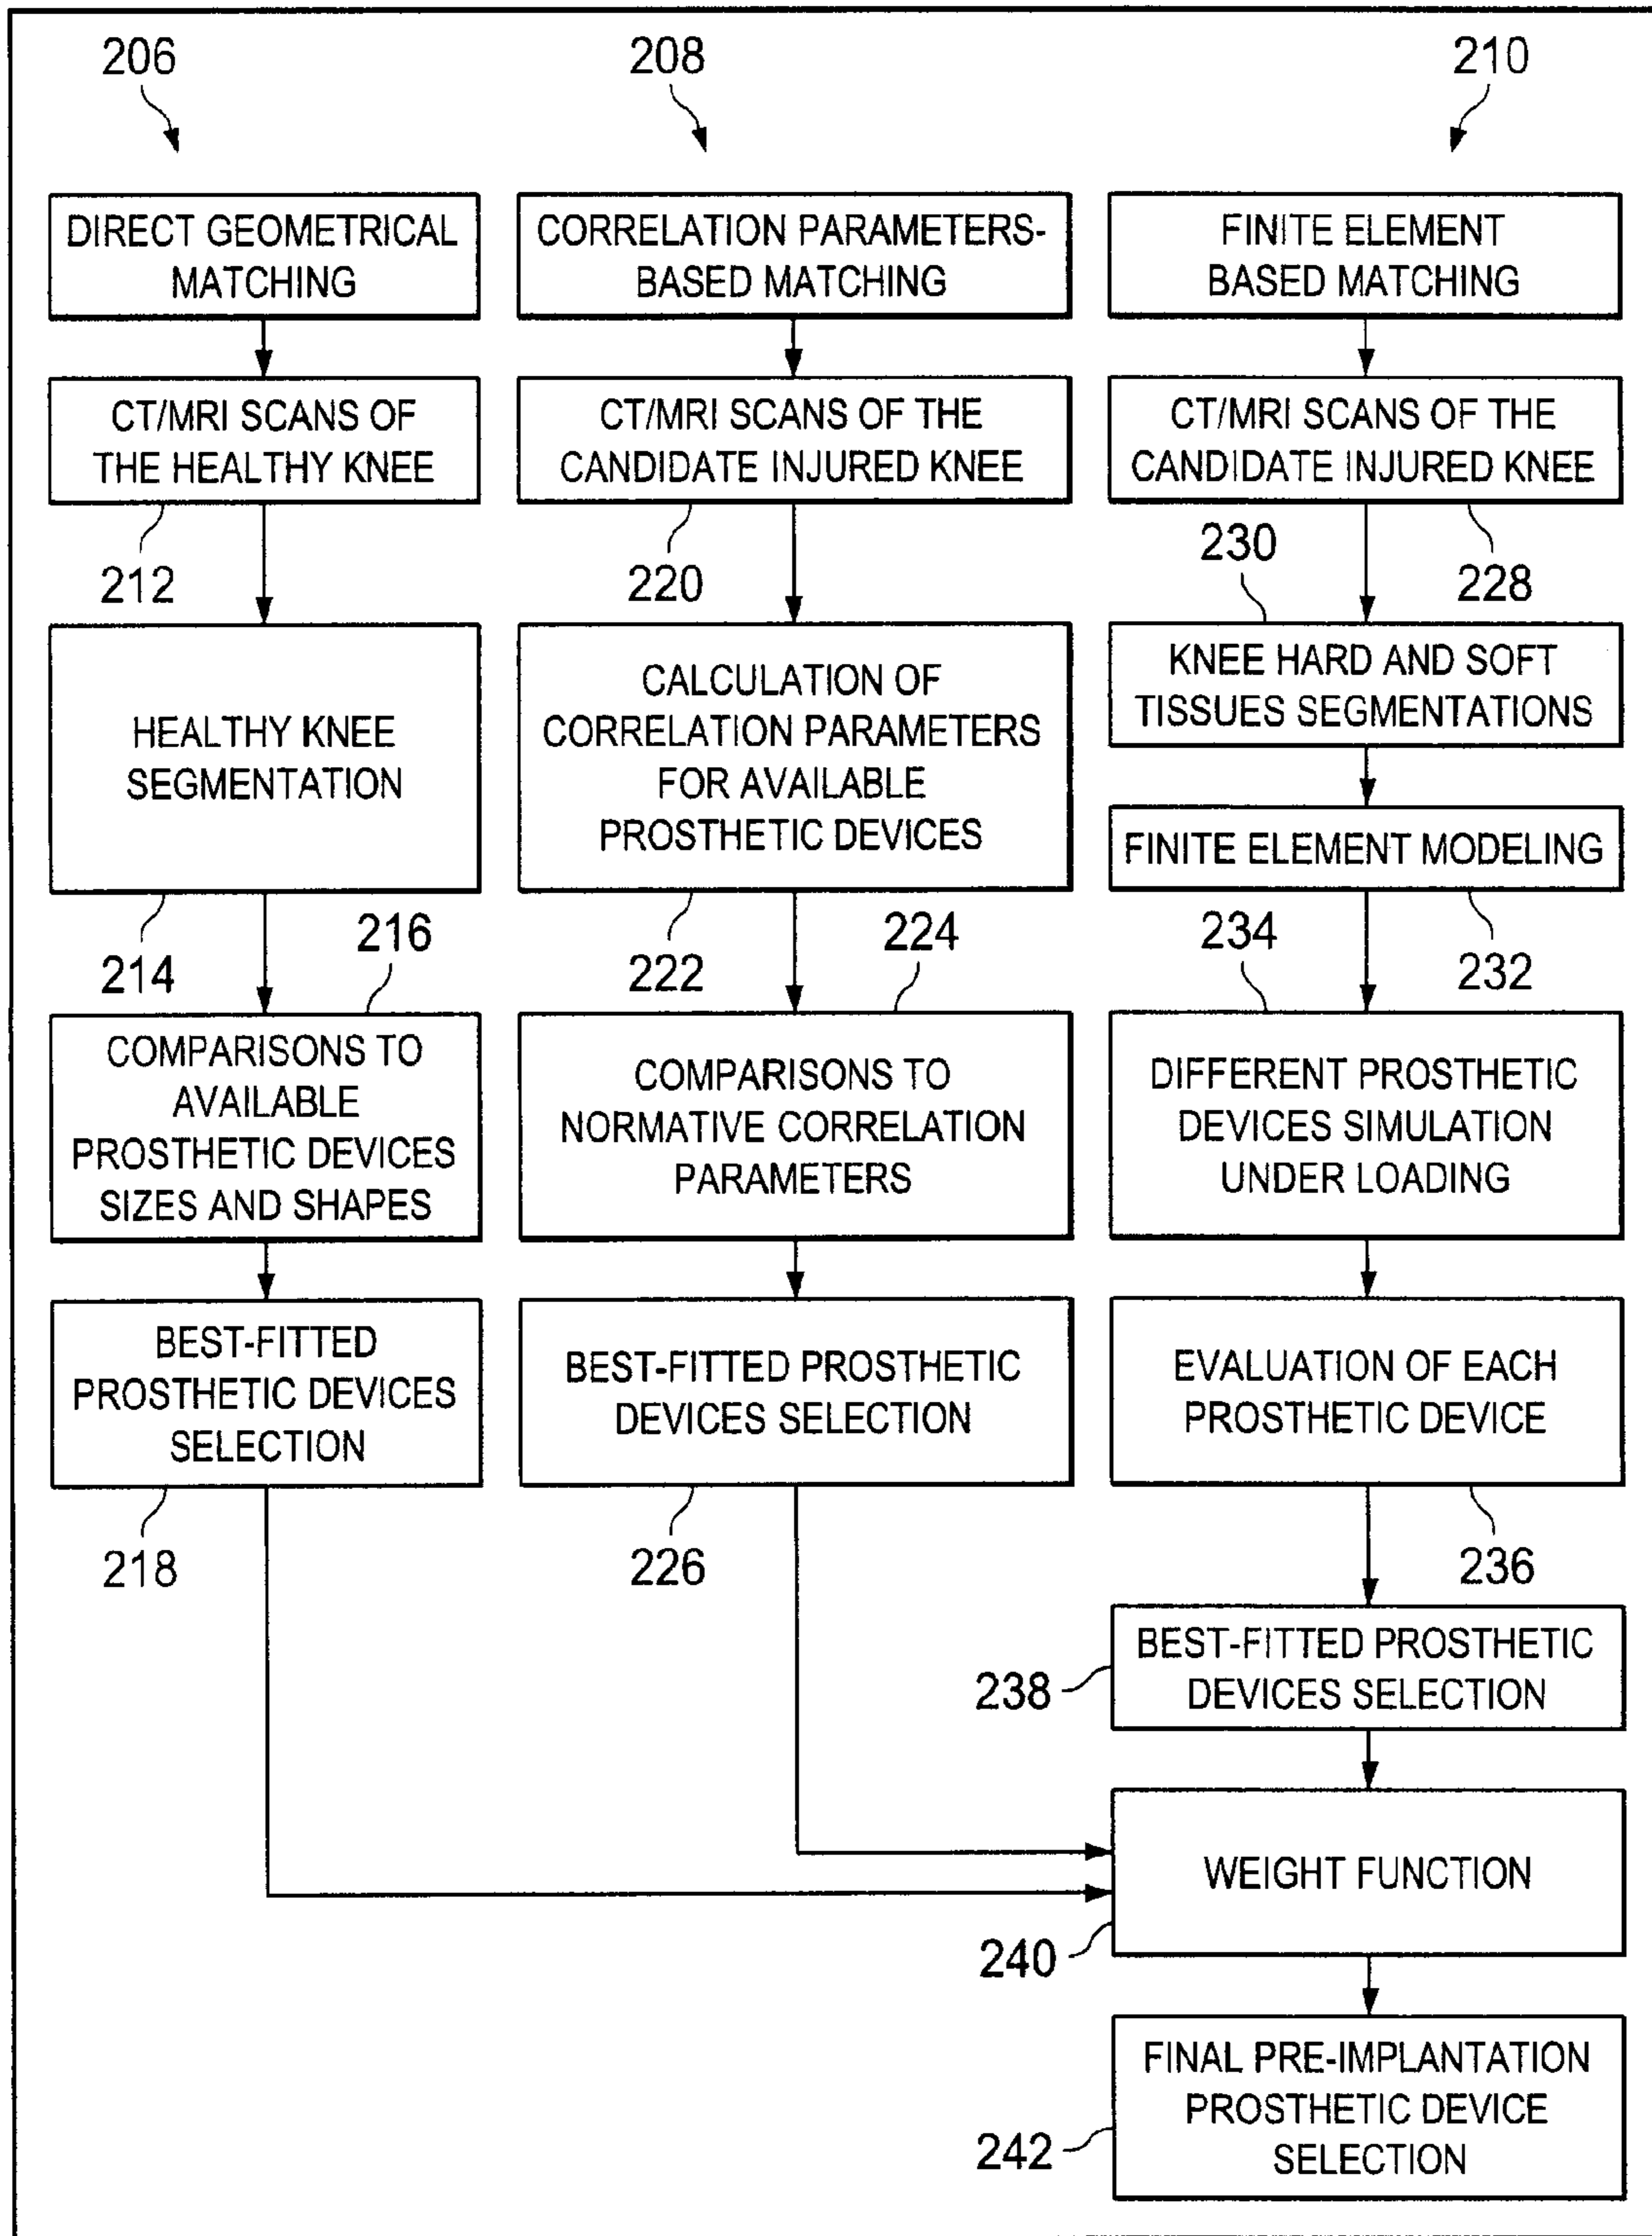 206
208
210
DIRECT GEOMETRICAL
MATCHING
CORRELATION PARAMETERS-
BASED MATCHING
FINITE ELEMENT
BASED MATCHING
CT/MRI SCANS OF
THE HEALTHY KNEE
CT/MRI SCANS OF THE
CANDIDATE INJURED KNEE
CT/MRI SCANS OF THE
CANDIDATE INJURED KNEE
212
220
230
228
HEALTHY KNEE
SEGMENTATION
CALCULATION OF
CORRELATION PARAMETERS
FOR AVAILABLE
PROSTHETIC DEVICES
KNEE HARD AND SOFT
TISSUES SEGMENTATIONS
FINITE ELEMENT MODELING
214
216
222
224
234
232
COMPARISONS TO
AVAILABLE
PROSTHETIC DEVICES
SIZES AND SHAPES
COMPARISONS TO
NORMATIVE CORRELATION
PARAMETERS
DIFFERENT PROSTHETIC
DEVICES SIMULATION
UNDER LOADING
BEST-FITTED
PROSTHETIC DEVICES
SELECTION
BEST-FITTED PROSTHETIC
DEVICES SELECTION
EVALUATION OF EACH
PROSTHETIC DEVICE
218
226
236
BEST-FITTED PROSTHETIC
DEVICES SELECTION
238
WEIGHT FUNCTION
240
FINAL PRE-IMPLANTATION
PROSTHETIC DEVICE
SELECTION
242